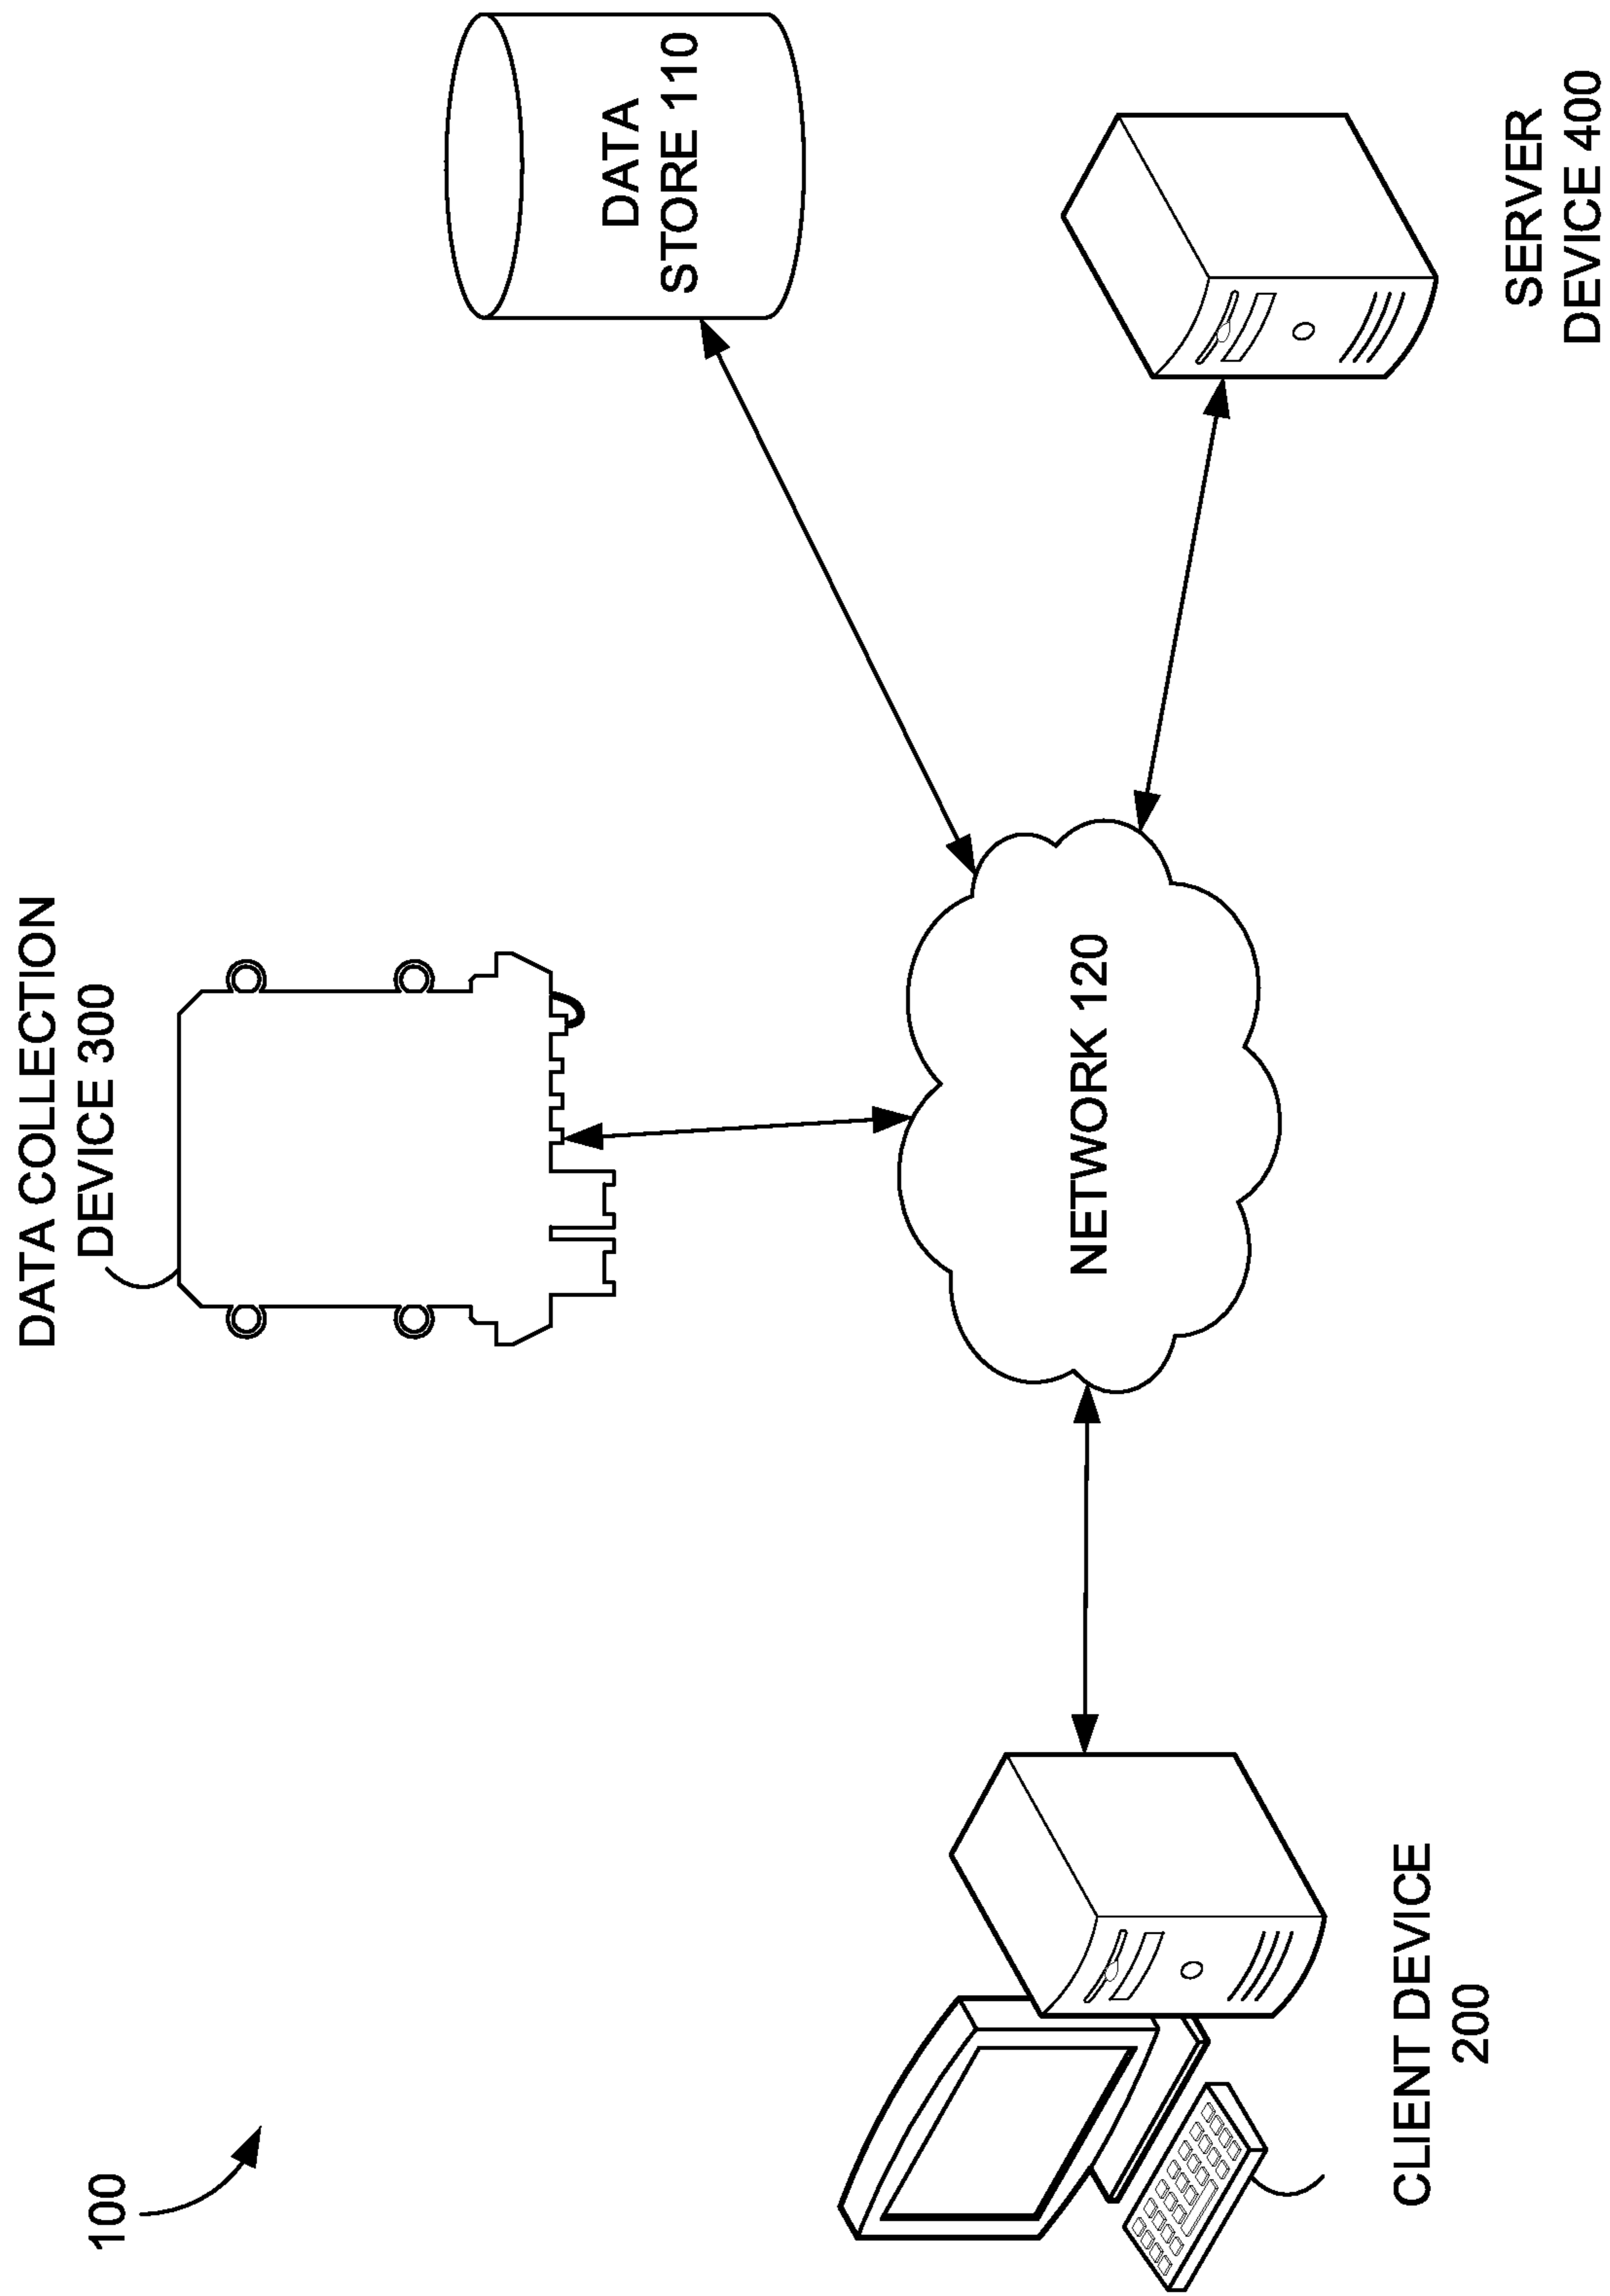 100
DATA COLLECTION
DEVICE 300
DATA
STORE 110
NETWORK 120
CLIENT DEVICE
200
SERVER
DEVICE 400